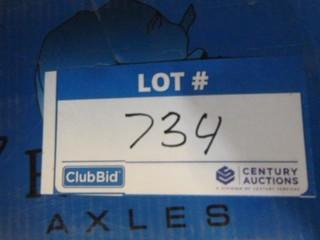 LOT #
734
ClubBid
CENTURY
AUCTIONS
A DIVISION OF CENTURY SERVICES
AXLES